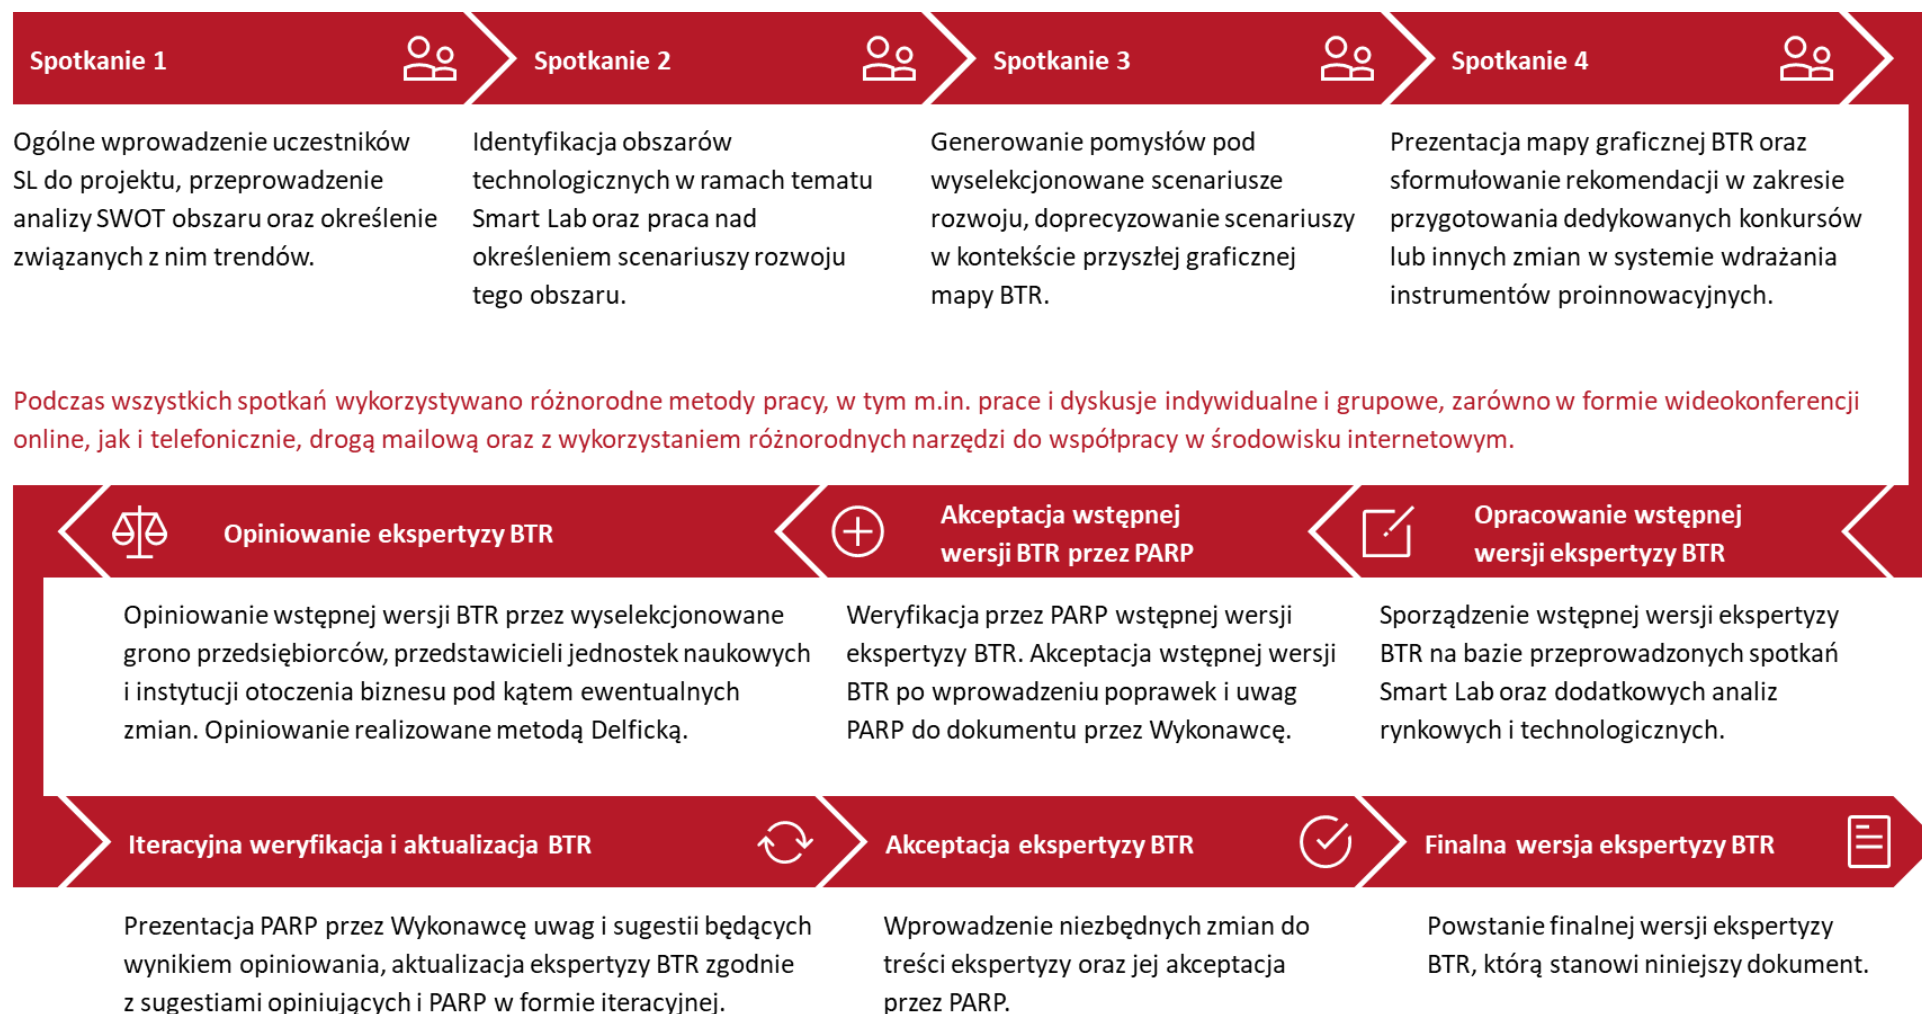 Spotkanie 1
Ogólne wprowadzenie uczestników
SL do projektu, przeprowadzenie
analizy SWOT obszaru oraz określenie
związanych z nim trendów.
Spotkanie 2
Identyfikacja obszarów
technologicznych w ramach tematu
Smart Lab oraz praca nad
określeniem scenariuszy rozwoju
tego obszaru.
Spotkanie 3
Generowanie pomysłów pod
wyselekcjonowane scenariusze
rozwoju, doprecyzowanie scenariuszy
w kontekście przyszłej graficznej
mapy BTR.
Spotkanie 4
Prezentacja mapy graficznej BTR oraz
sformułowanie rekomendacji w zakresie
przygotowania dedykowanych konkursów
lub innych zmian w systemie wdrażania
instrumentów proinnowacyjnych.
Podczas wszystkich spotkań wykorzystywano różnorodne metody pracy, w tym m.in. prace i dyskusje indywidualne i grupowe, zarówno w formie wideokonferencji
online, jak i telefonicznie, drogą mailową oraz z wykorzystaniem różnorodnych narzędzi do współpracy w środowisku internetowym.
Opracowanie wstępnej
wersji ekspertyzy BTR
Sporządzenie wstępnej wersji ekspertyzy
BTR na bazie przeprowadzonych spotkań
Smart Lab oraz dodatkowych analiz
rynkowych i technologicznych.
Akceptacja wstępnej
wersji BTR przez PARP
Weryfikacja przez PARP wstępnej wersji
ekspertyzy BTR. Akceptacja wstępnej wersji
BTR po wprowadzeniu poprawek i uwag
PARP do dokumentu przez Wykonawcę.
Opiniowanie ekspertyzy BTR
Opiniowanie wstępnej wersji BTR przez wyselekcjonowane
grono przedsiębiorców, przedstawicieli jednostek naukowych
i instytucji otoczenia biznesu pod kątem ewentualnych
zmian. Opiniowanie realizowane metodą Delficką.
Iteracyjna weryfikacja i aktualizacja BTR
Prezentacja PARP przez Wykonawcę uwag i sugestii będących
wynikiem opiniowania, aktualizacja ekspertyzy BTR zgodnie
z sugestiami opiniujących i PARP w formie iteracyjnej.
Akceptacja ekspertyzy BTR
Wprowadzenie niezbędnych zmian do
treści ekspertyzy oraz jej akceptacja
przez PARP.
Finalna wersja ekspertyzy BTR
Powstanie finalnej wersji ekspertyzy
BTR, którą stanowi niniejszy dokument.